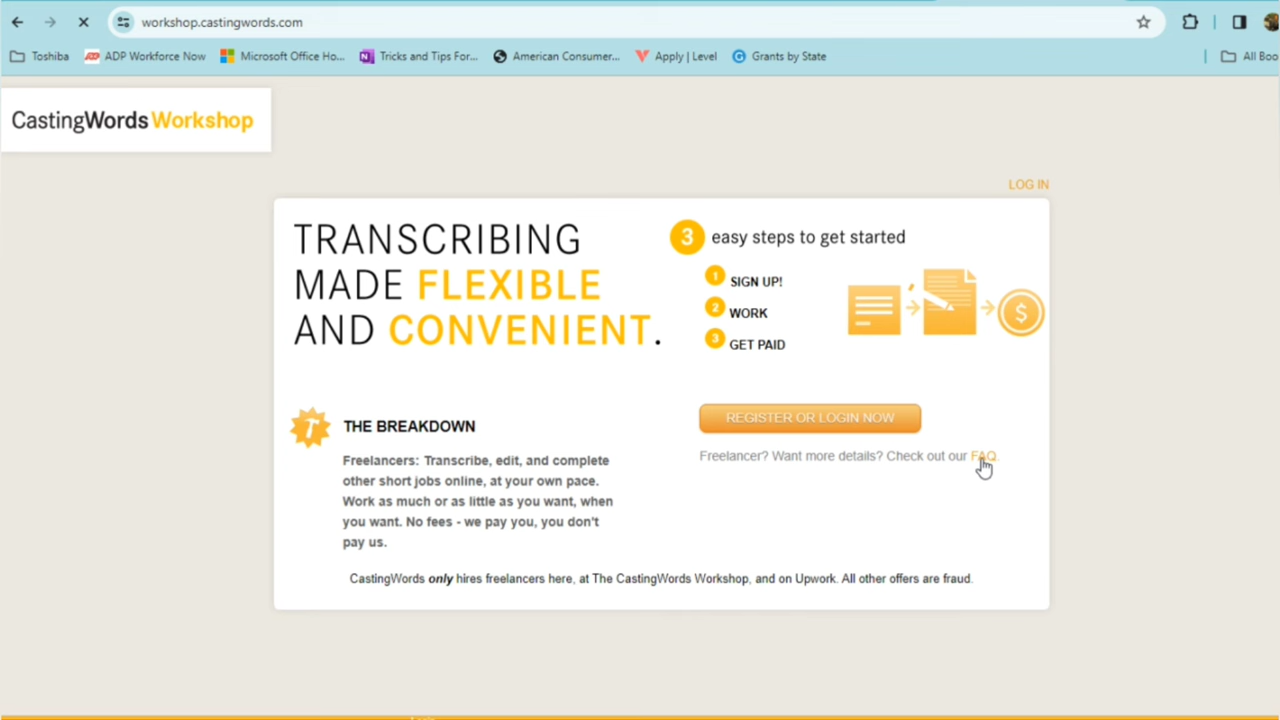 workshop.castingwords.com
Toshiba ADP Workforce Now Microsoft Office Ho... Tricks and Tips For... American Consumer... Apply | Level Grants by State All Boo
CastingWords Workshop
LOG IN
TRANSCRIBING
MADE FLEXIBLE
AND CONVENIENT.
3 easy steps to get started
1 SIGN UP!
2 WORK
3 GET PAID
$
T THE BREAKDOWN
Freelancers: Transcribe, edit, and complete
other short jobs online, at your own pace.
Work as much or as little as you want, when
you want. No fees - we pay you, you don't
pay us.
REGISTER OR LOGIN NOW
Freelancer? Want more details? Check out our FAQ.
CastingWords only hires freelancers here, at The CastingWords Workshop, and on Upwork. All other offers are fraud.